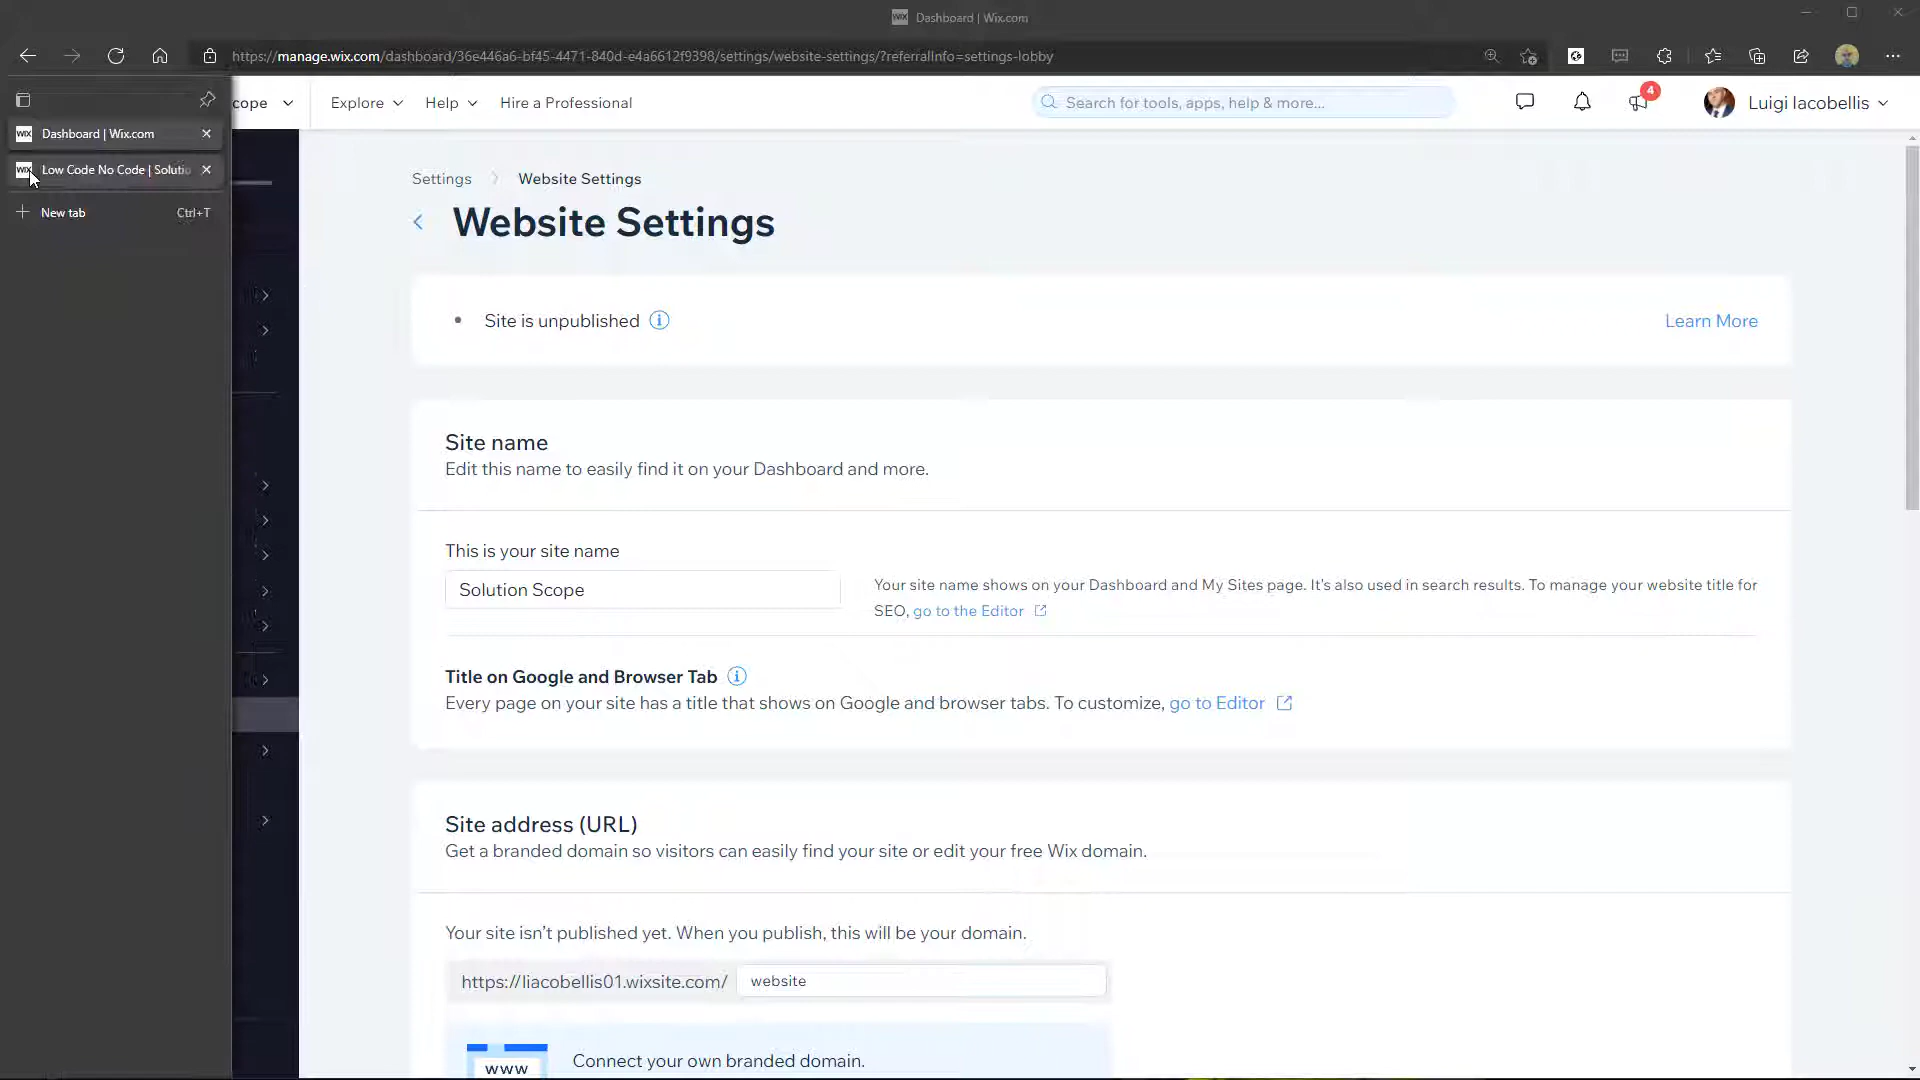 Dashboard | Wix.com
https://manage.wix.com/dashboard/36e446a6-bf45-4471-840d-e4a6612f9398/settings/website-settings/?referralInfo=settings-lobby
cope Explore Help Hire a Professional Search for tools, apps, help & more... 4 Luigi Iacobellis
WIX Dashboard | Wix.com
WIX Low Code No Code | Solutio
New tab Ctrl+T
Settings Website Settings
Website Settings
Site is unpublished Learn More
Site name
Edit this name to easily find it on your Dashboard and more.
This is your site name
Solution Scope
Your site name shows on your Dashboard and My Sites page. It's also used in search results. To manage your website title for
SEO, go to the Editor
Title on Google and Browser Tab
Every page on your site has a title that shows on Google and browser tabs. To customize, go to Editor
Site address (URL)
Get a branded domain so visitors can easily find your site or edit your free Wix domain.
Your site isn't published yet. When you publish, this will be your domain.
https://liacobellis01.wixsite.com/ website
www Connect your own branded domain.